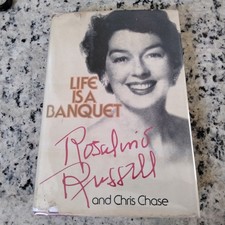 LIFE
IS A
BANQUET
Rosalind
Russell
and Chris Chase